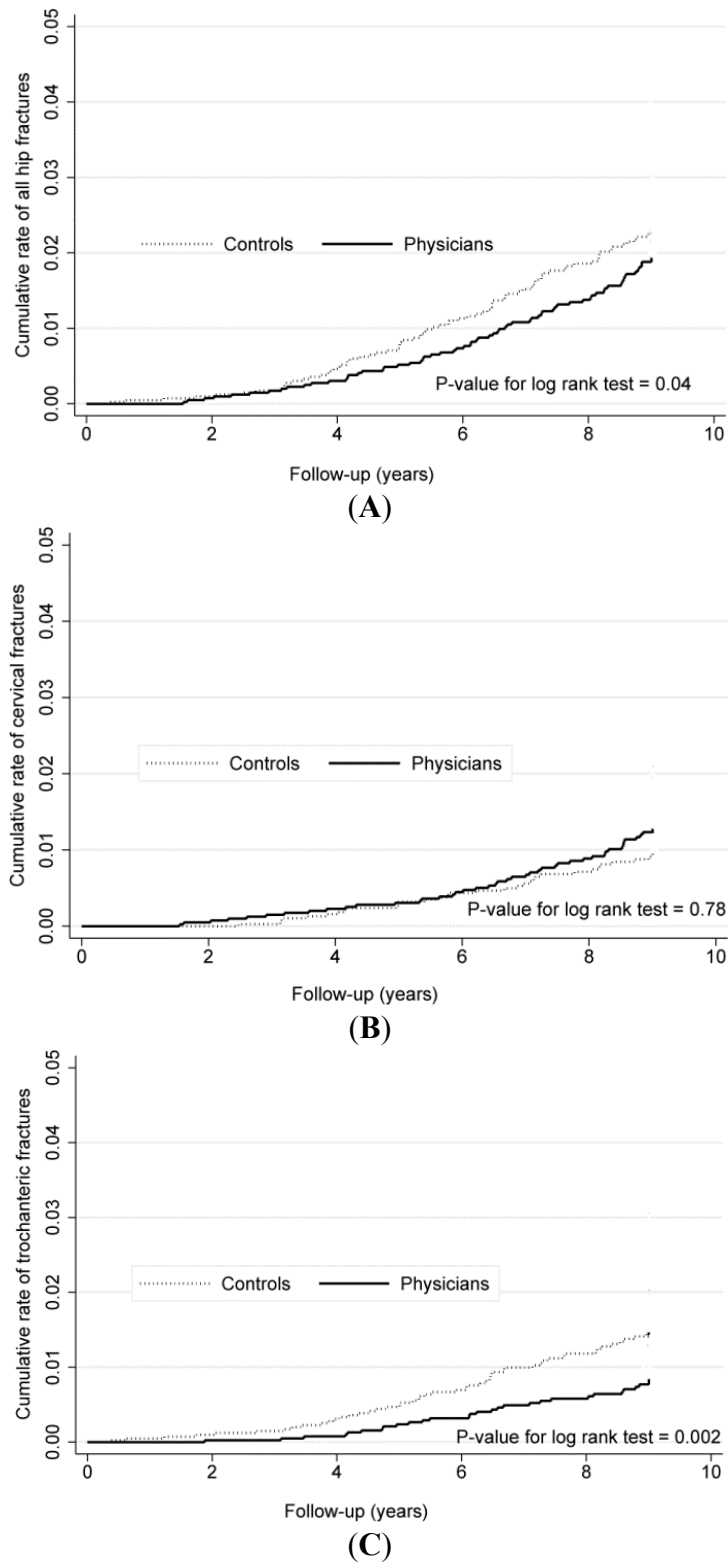 Cumulative rate of all hip fractures
0.05
0.04
0.03
0.02
0.01
0.00
Controls Physicians
P-value for log rank test = 0.04
0 2 4 6 8 10
Follow-up (years)
(A)
Cumulative rate of cervical fractures
0.05
0.04
0.03
0.02
0.01
0.00
Controls Physicians
P-value for log rank test = 0.78
0 2 4 6 8 10
Follow-up (years)
(B)
Cumulative rate of trochanteric fractures
0.05
0.04
0.03
0.02
0.01
0.00
Controls Physicians
P-value for log rank test = 0.002
0 2 4 6 8 10
Follow-up (years)
(C)